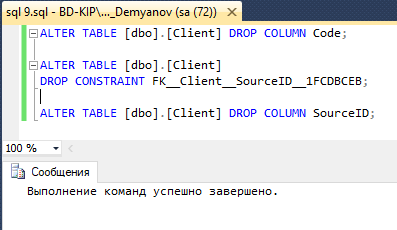 sql 9.sql - BD-KIP\..._Demyanov (sa (72))
ALTER TABLE [dbo].[Client] DROP COLUMN Code;
ALTER TABLE [dbo].[Client]
DROP CONSTRAINT FK__Client__SourceID__1FCDBCEB;
ALTER TABLE [dbo].[Client] DROP COLUMN SourceID;
100 %
Сообщения
Выполнение команд успешно завершено.